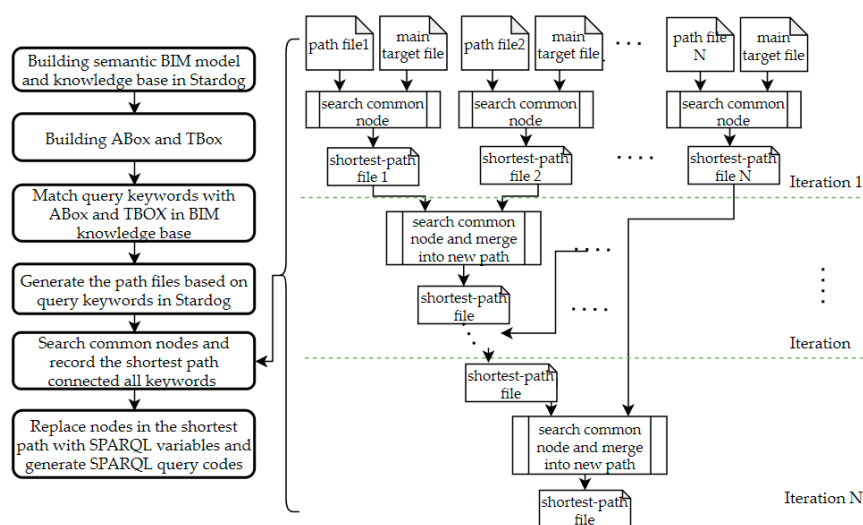 Building semantic BIM model
and knowledge base in Stardog
Building ABox and TBox
Match query keywords with
ABox and TBOX in BIM
knowledge base
Generate the path files based on
query keywords in Stardog
Search common nodes and
record the shortest path
connected all keywords
Replace nodes in the shortest
path with SPARQL variables and
generate SPARQL query codes
path file1
main
target file
path file2
main
target file
. . . .
path file
N
main
target file
search common
node
search common
node
search common
node
shortest-path
file 1
shortest-path
file 2
. . . .
shortest-path
file N
Iteration 1
search common
node and merge
into new path
. . . .
shortest-path
file
. . . .
Iteration
shortest-path
file
search common
node and merge
into new path
shortest-path
file
Iteration N